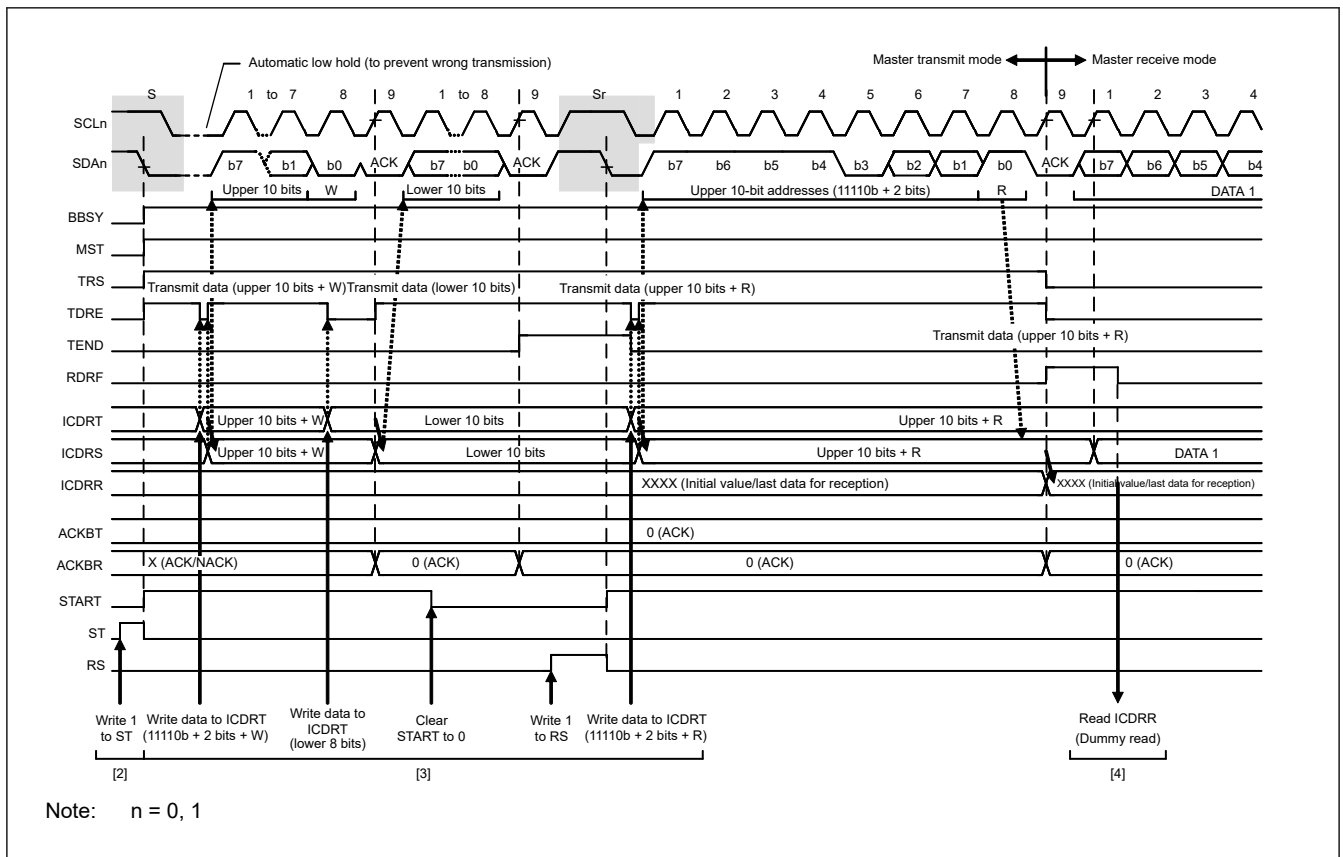 Automatic low hold (to prevent wrong transmission)
Master transmit mode
Master receive mode
S 1 to 7 8 9 1 to 8 9 Sr 1 2 3 4 5 6 7 8 9 1 2 3 4
SCLn
SDAn b7 b1 b0 ACK b7 b0 ACK b7 b6 b5 b4 b3 b2 b1 b0 ACK b7 b6 b5 b4
Upper 10 bits W Lower 10 bits Upper 10-bit addresses (11110b + 2 bits) R DATA 1
BBSY
MST
TRS
Transmit data (upper 10 bits + W) Transmit data (lower 10 bits) Transmit data (upper 10 bits + R)
TDRE
Transmit data (upper 10 bits + R)
TEND
RDRF
ICDRT Upper 10 bits + W Lower 10 bits Upper 10 bits + R
ICDRS Upper 10 bits + W Lower 10 bits Upper 10 bits + R DATA 1
ICDRR XXXX (Initial value/last data for reception) XXXX (Initial value/last data for reception)
ACKBT 0 (ACK)
ACKBR X (ACK/NACK) 0 (ACK) 0 (ACK) 0 (ACK)
START
ST
RS
Write 1
to ST
Write data to ICDRT
(11110b + 2 bits + W)
Write data to
ICDRT
(lower 8 bits)
Clear
START to 0
Write 1
to RS
Write data to ICDRT
(11110b + 2 bits + R)
Read ICDRR
(Dummy read)
[2] [3] [4]
Note: n = 0, 1